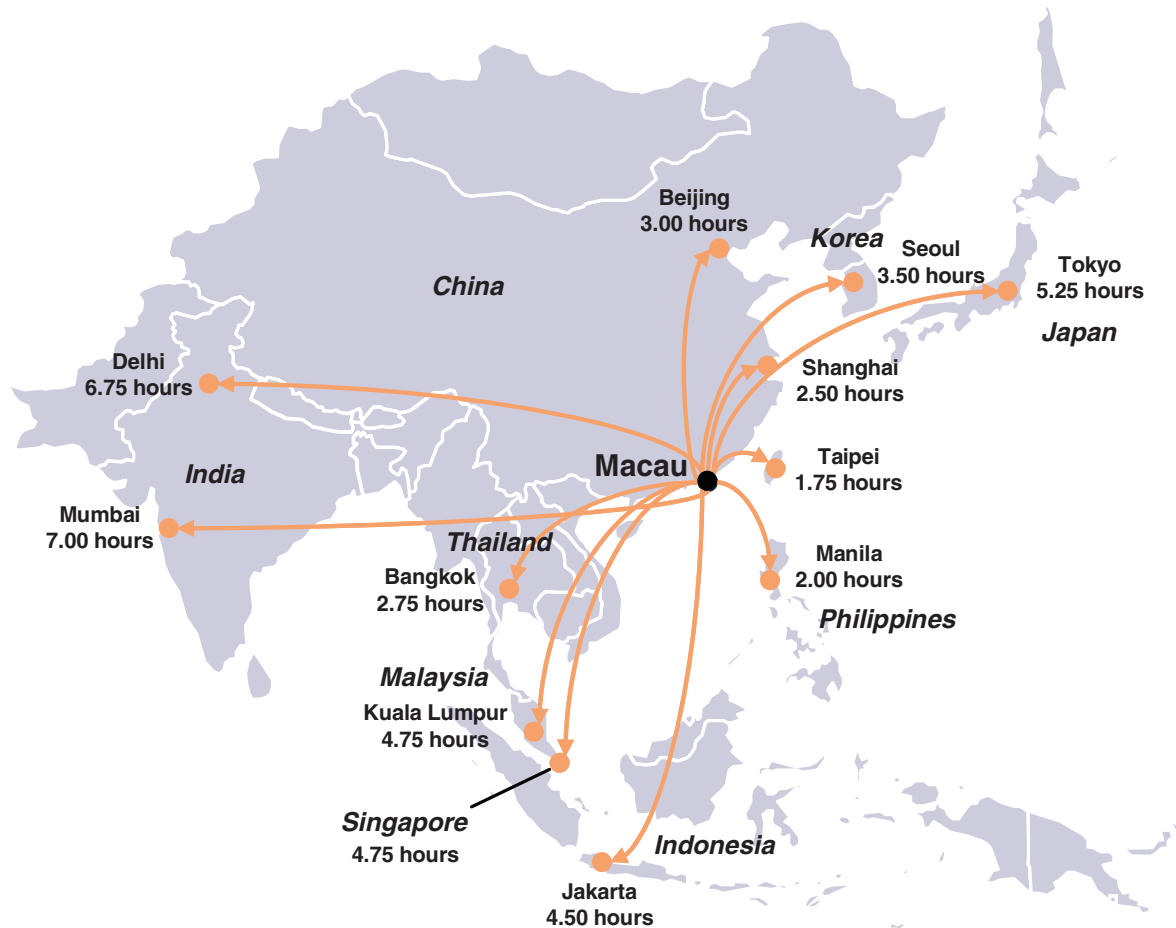 Beijing
3.00 hours
Korea
Seoul
3.50 hours
Tokyo
5.25 hours
China
Japan
Delhi
6.75 hours
Shanghai
2.50 hours
India
Macau
Taipei
1.75 hours
Mumbai
7.00 hours
Thailand
Bangkok
2.75 hours
Manila
2.00 hours
Philippines
Malaysia
Kuala Lumpur
4.75 hours
Singapore
4.75 hours
Indonesia
Jakarta
4.50 hours